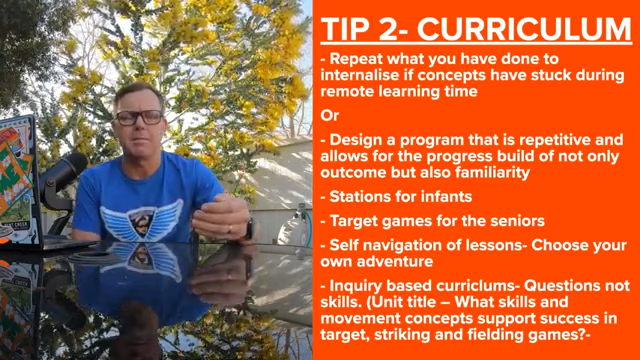 TIP 2- CURRICULUM
- Repeat what you have done to
internalise if concepts have stuck during
remote learning time
Or
- Design a program that is repetitive and
allows for the progress build of not only
outcome but also familiarity
- Stations for infants
- Target games for the seniors
- Self navigation of lessons- Choose your
own adventure
- Inquiry based curriclums- Questions not
skills. (Unit title – What skills and
movement concepts support success in
target, striking and fielding games?-